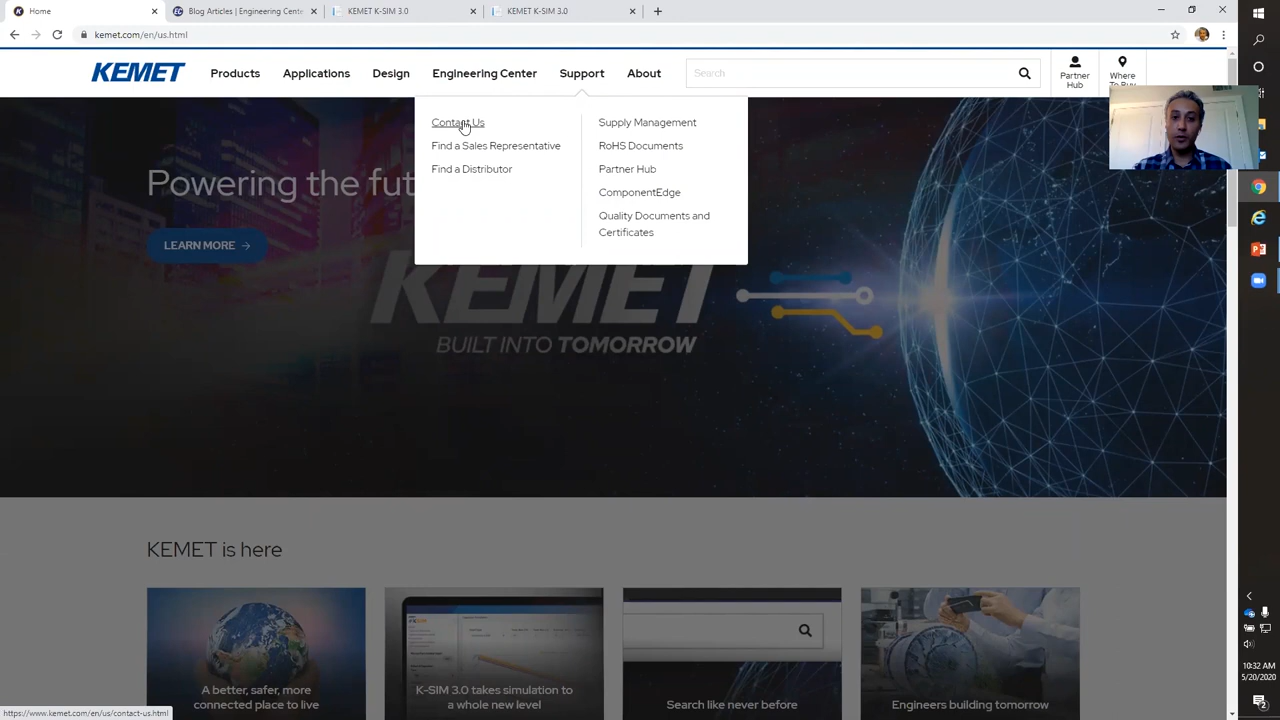 Home
Blog Articles | Engineering Cente
KEMET K-SIM 3.0
KEMET K-SIM 3.0
kemet.com/en/us.html
KEMET
Products
Applications
Design
Engineering Center
Support
About
Search
Partner
Hub
Where
To Buy
Contact Us
Find a Sales Representative
Find a Distributor
Supply Management
RoHS Documents
Partner Hub
ComponentEdge
Quality Documents and
Certificates
Powering the fut
LEARN MORE →
KEMET
BUILT INTO TOMORROW
KEMET is here
A better, safer, more
connected place to live
K-SIM 3.0 takes simulation to
a whole new level
Search like never before
Engineers building tomorrow
https://www.kemet.com/en/us/contact-us.html
10:32 AM
5/20/2020